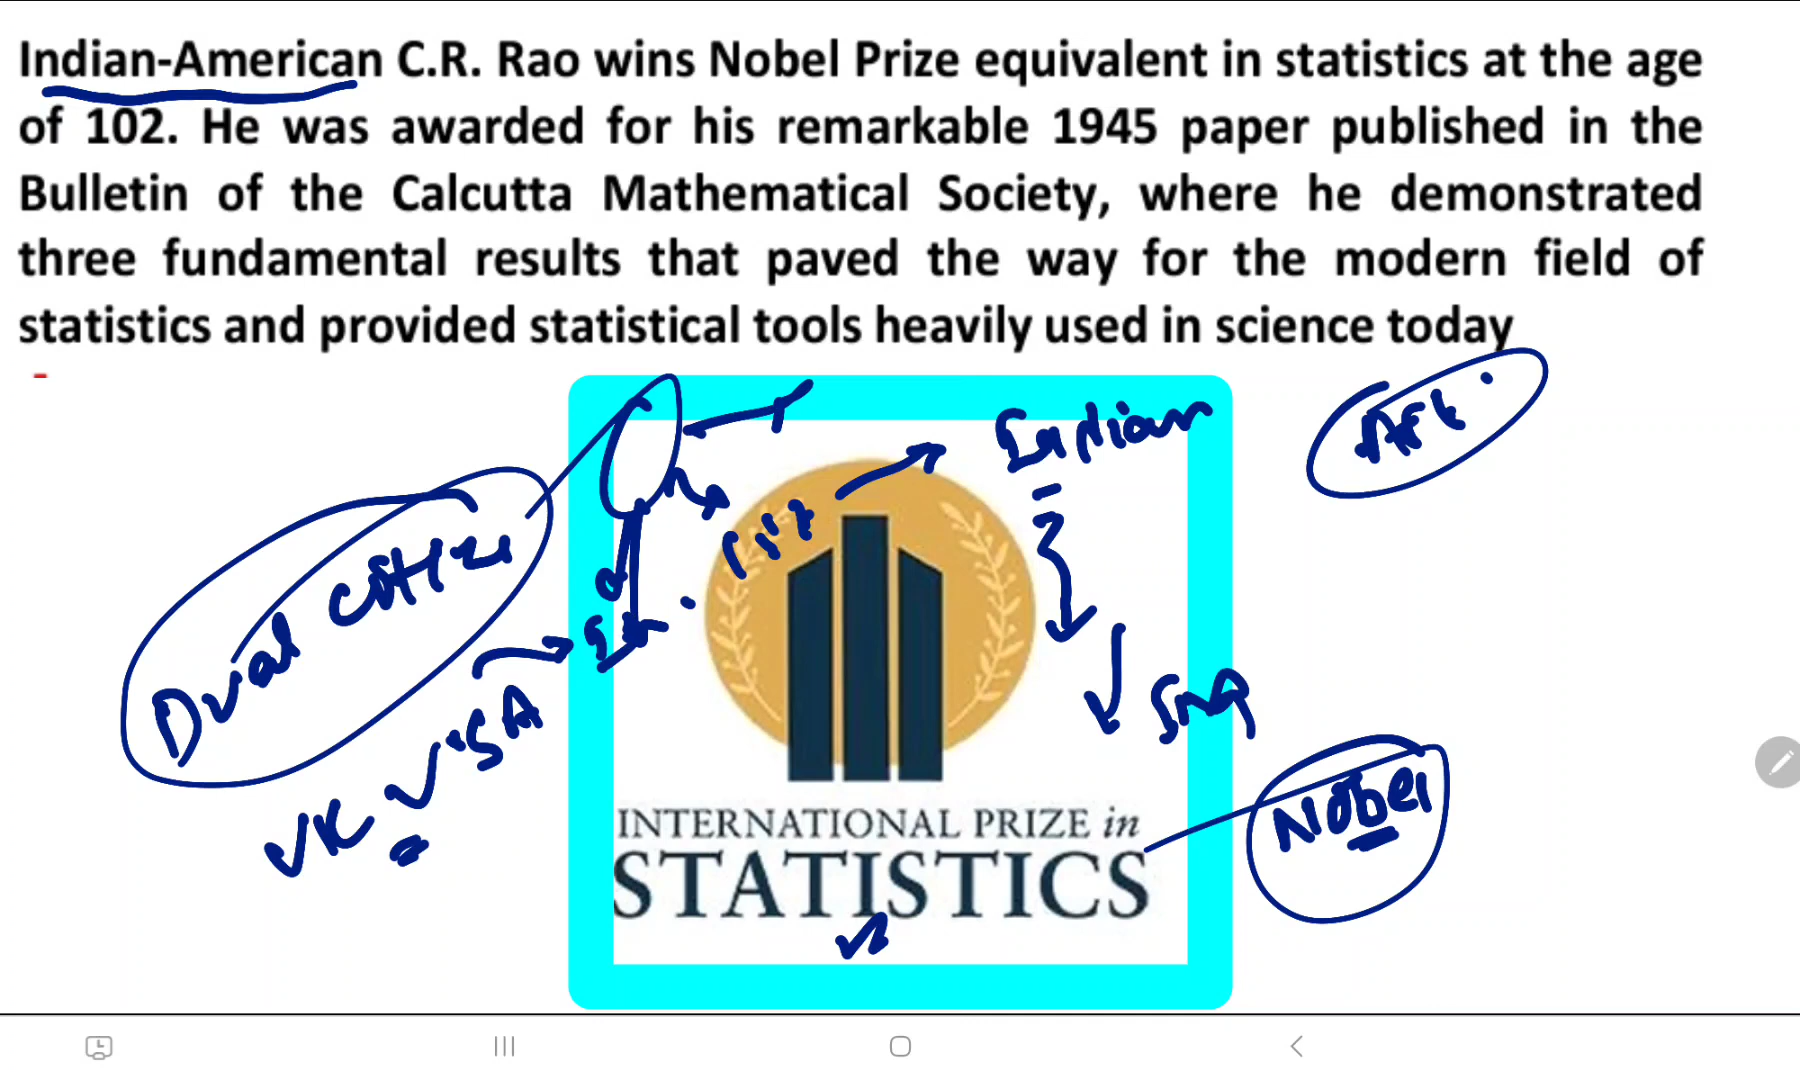 Indian-American C.R. Rao wins Nobel Prize equivalent in statistics at the age
of 102. He was awarded for his remarkable 1945 paper published in the
Bulletin of the Calcutta Mathematical Society, where he demonstrated
three fundamental results that paved the way for the modern field of
statistics and provided statistical tools heavily used in science today
Indian
Dual
USA
UK
Nobel
INTERNATIONAL PRIZE in
STATISTICS